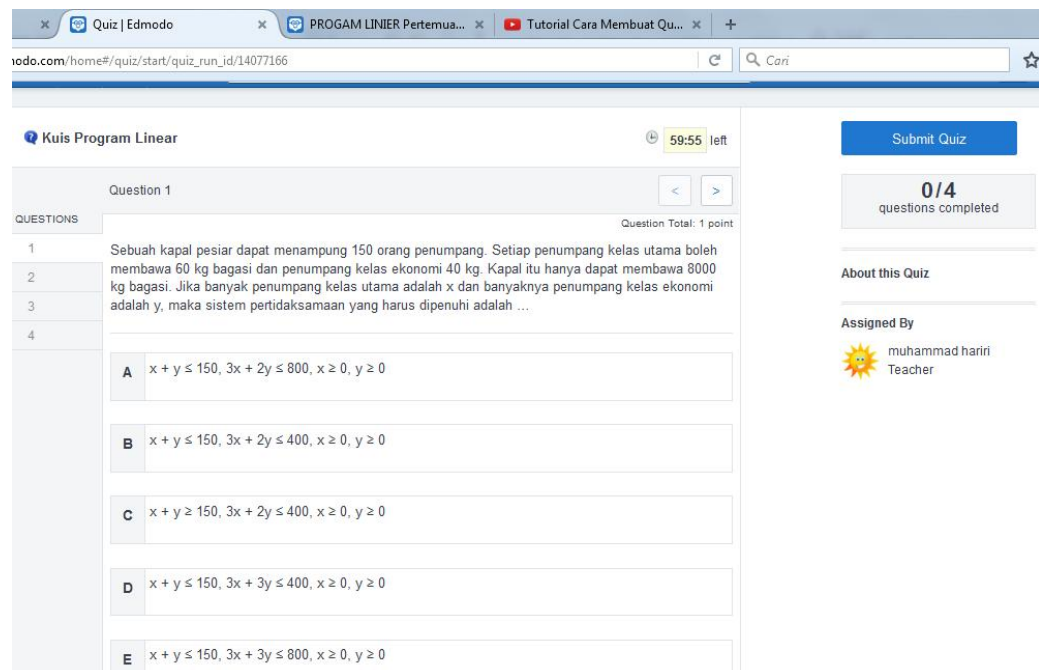 Quiz | Edmodo
PROGAM LINIER Pertemua...
Tutorial Cara Membuat Qu...
nodo.com/home#/quiz/start/quiz_run_id/14077166
Cari
Kuis Program Linear
59:55 left
Submit Quiz
Question 1
< >
0/4
questions completed
QUESTIONS
Question Total: 1 point
1
2
3
4
Sebuah kapal pesiar dapat menampung 150 orang penumpang. Setiap penumpang kelas utama boleh
membawa 60 kg bagasi dan penumpang kelas ekonomi 40 kg. Kapal itu hanya dapat membawa 8000
kg bagasi. Jika banyak penumpang kelas utama adalah x dan banyaknya penumpang kelas ekonomi
adalah y, maka sistem pertidaksamaan yang harus dipenuhi adalah ...
A x + y ≤ 150, 3x + 2y ≤ 800, x ≥ 0, y ≥ 0
B x + y ≤ 150, 3x + 2y ≤ 400, x ≥ 0, y ≥ 0
C x + y ≥ 150, 3x + 2y ≤ 400, x ≥ 0, y ≥ 0
D x + y ≤ 150, 3x + 3y ≤ 400, x ≥ 0, y ≥ 0
E x + y ≤ 150, 3x + 3y ≤ 800, x ≥ 0, y ≥ 0
About this Quiz
Assigned By
muhammad hariri
Teacher